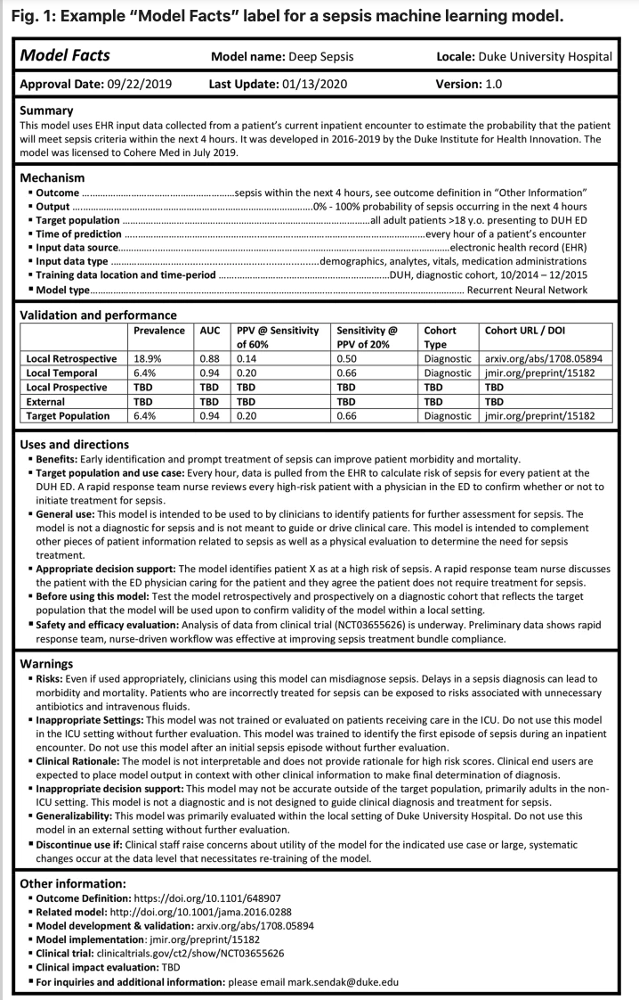 Fig. 1: Example “Model Facts” label for a sepsis machine learning model.
Model Facts Model name: Deep Sepsis Locale: Duke University Hospital
Approval Date: 09/22/2019 Last Update: 01/13/2020 Version: 1.0
Summary
This model uses EHR input data collected from a patient’s current inpatient encounter to estimate the probability that the patient
will meet sepsis criteria within the next 4 hours. It was developed in 2016-2019 by the Duke Institute for Health Innovation. The
model was licensed to Cohere Med in July 2019.
Mechanism
▪ Outcome ....................................................sepsis within the next 4 hours, see outcome definition in “Other Information”
▪ Output ................................................................................0% - 100% probability of sepsis occurring in the next 4 hours
▪ Target population ..................................................................................all adult patients >18 y.o. presenting to DUH ED
▪ Time of prediction ....................................................................................................every hour of a patient’s encounter
▪ Input data source..............................................................................................................electronic health record (EHR)
▪ Input data type ......................................................................demographics, analytes, vitals, medication administrations
▪ Training data location and time-period .........................................................DUH, diagnostic cohort, 10/2014 – 12/2015
▪ Model type............................................................................................................................ Recurrent Neural Network
Validation and performance
Prevalence AUC PPV @ Sensitivity Sensitivity @ Cohort Cohort URL / DOI
of 60% PPV of 20% Type
Local Retrospective 18.9% 0.88 0.14 0.50 Diagnostic arxiv.org/abs/1708.05894
Local Temporal 6.4% 0.94 0.20 0.66 Diagnostic jmir.org/preprint/15182
Local Prospective TBD TBD TBD TBD TBD TBD
External TBD TBD TBD TBD TBD TBD
Target Population 6.4% 0.94 0.20 0.66 Diagnostic jmir.org/preprint/15182
Uses and directions
▪ Benefits: Early identification and prompt treatment of sepsis can improve patient morbidity and mortality.
▪ Target population and use case: Every hour, data is pulled from the EHR to calculate risk of sepsis for every patient at the
DUH ED. A rapid response team nurse reviews every high-risk patient with a physician in the ED to confirm whether or not to
initiate treatment for sepsis.
▪ General use: This model is intended to be used to by clinicians to identify patients for further assessment for sepsis. The
model is not a diagnostic for sepsis and is not meant to guide or drive clinical care. This model is intended to complement
other pieces of patient information related to sepsis as well as a physical evaluation to determine the need for sepsis
treatment.
▪ Appropriate decision support: The model identifies patient X as at a high risk of sepsis. A rapid response team nurse discusses
the patient with the ED physician caring for the patient and they agree the patient does not require treatment for sepsis.
▪ Before using this model: Test the model retrospectively and prospectively on a diagnostic cohort that reflects the target
population that the model will be used upon to confirm validity of the model within a local setting.
▪ Safety and efficacy evaluation: Analysis of data from clinical trial (NCT03655626) is underway. Preliminary data shows rapid
response team, nurse-driven workflow was effective at improving sepsis treatment bundle compliance.
Warnings
▪ Risks: Even if used appropriately, clinicians using this model can misdiagnose sepsis. Delays in a sepsis diagnosis can lead to
morbidity and mortality. Patients who are incorrectly treated for sepsis can be exposed to risks associated with unnecessary
antibiotics and intravenous fluids.
▪ Inappropriate Settings: This model was not trained or evaluated on patients receiving care in the ICU. Do not use this model
in the ICU setting without further evaluation. This model was trained to identify the first episode of sepsis during an inpatient
encounter. Do not use this model after an initial sepsis episode without further evaluation.
▪ Clinical Rationale: The model is not interpretable and does not provide rationale for high risk scores. Clinical end users are
expected to place model output in context with other clinical information to make final determination of diagnosis.
▪ Inappropriate decision support: This model may not be accurate outside of the target population, primarily adults in the non-
ICU setting. This model is not a diagnostic and is not designed to guide clinical diagnosis and treatment for sepsis.
▪ Generalizability: This model was primarily evaluated within the local setting of Duke University Hospital. Do not use this
model in an external setting without further evaluation.
▪ Discontinue use if: Clinical staff raise concerns about utility of the model for the indicated use case or large, systematic
changes occur at the data level that necessitates re-training of the model.
Other information:
▪ Outcome Definition: https://doi.org/10.1101/648907
▪ Related model: http://doi.org/10.1001/jama.2016.0288
▪ Model development & validation: arxiv.org/abs/1708.05894
▪ Model implementation: jmir.org/preprint/15182
▪ Clinical trial: clinicaltrials.gov/ct2/show/NCT03655626
▪ Clinical impact evaluation: TBD
▪ For inquiries and additional information: please email mark.sendak@duke.edu